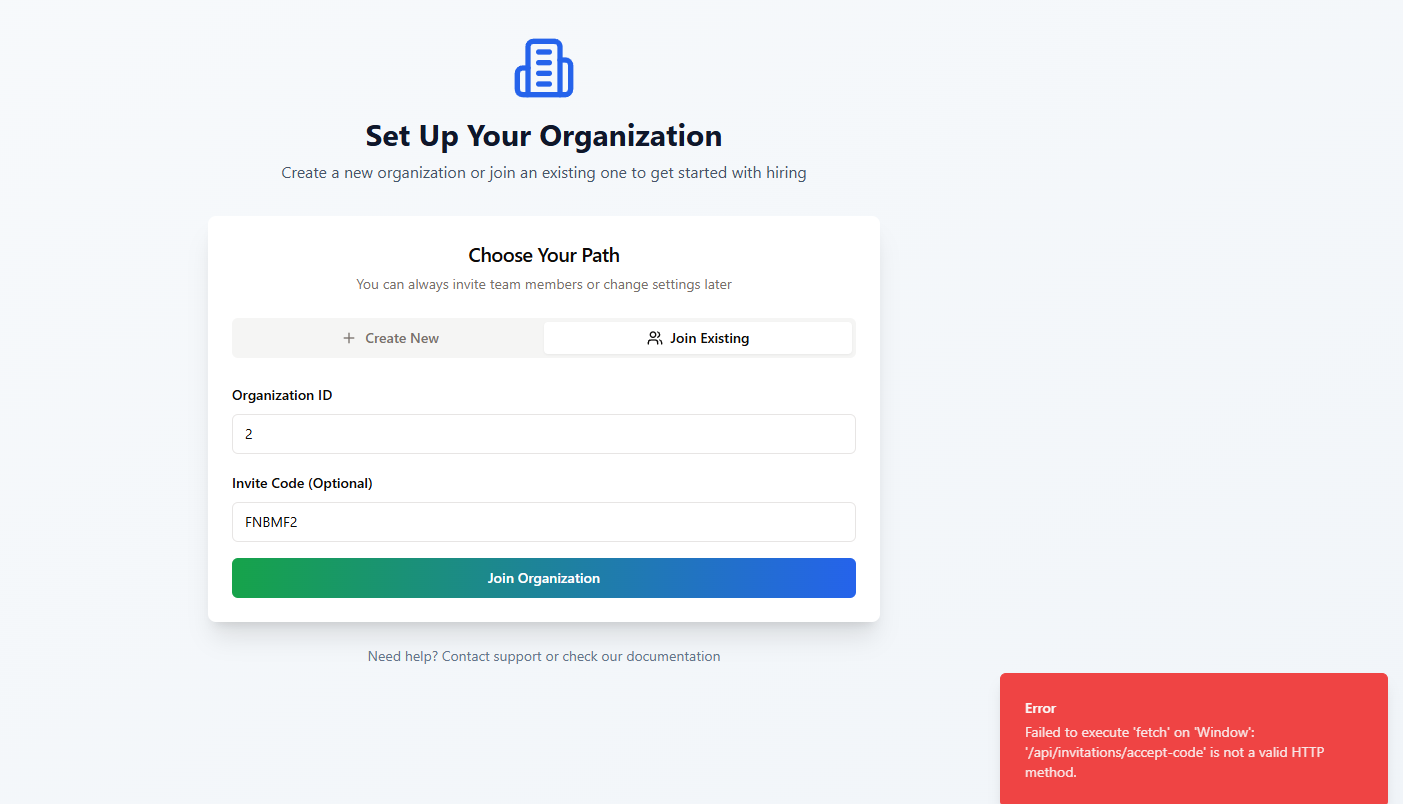 Set Up Your Organization
Create a new organization or join an existing one to get started with hiring
Choose Your Path
You can always invite team members or change settings later
Create New
Join Existing
Organization ID
2
Invite Code (Optional)
FNBMF2
Join Organization
Need help? Contact support or check our documentation
Error
Failed to execute 'fetch' on 'Window':
'/api/invitations/accept-code' is not a valid HTTP
method.